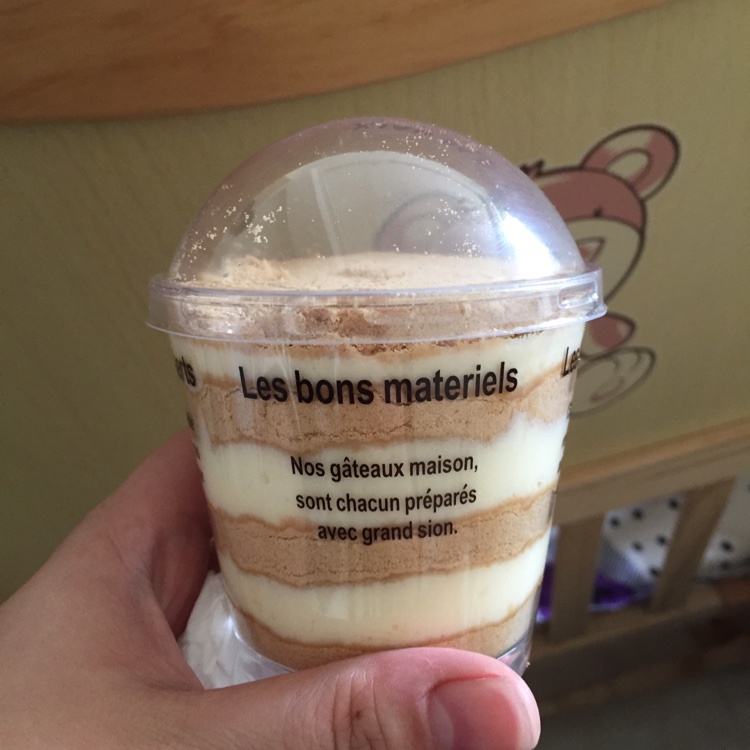 Les bons materiels
Nos gâteaux maison,
sont chacun préparés
avec grand sion.